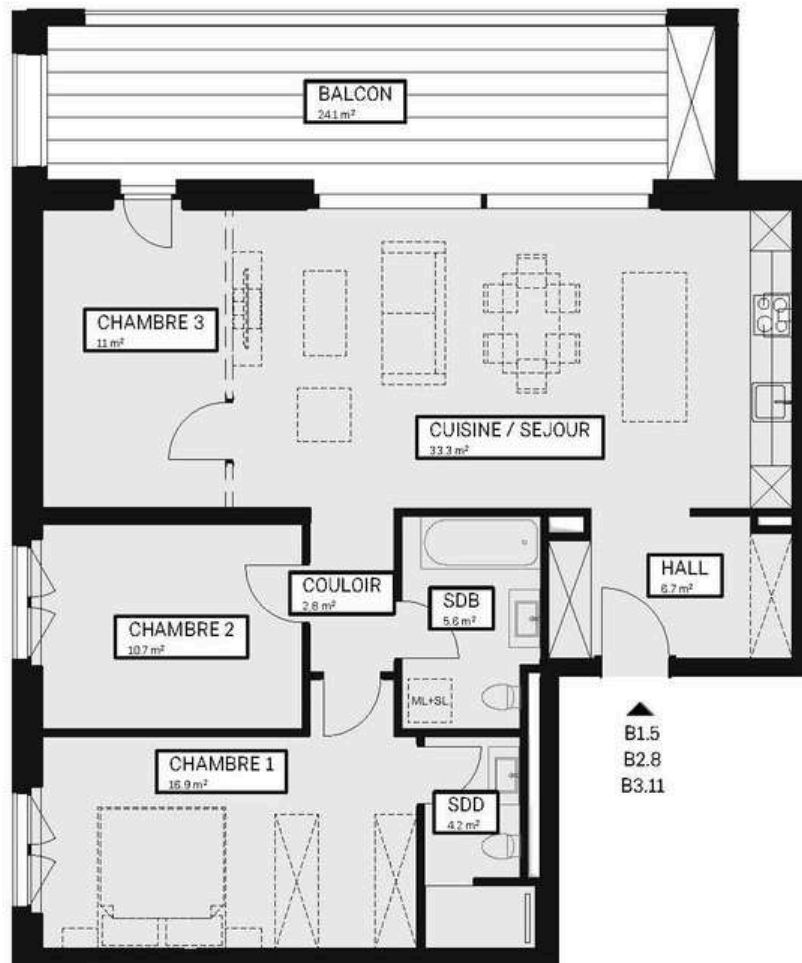 BALCON
24.1 m²
CHAMBRE 3
11 m²
CUISINE / SEJOUR
33.3 m²
HALL
6.7 m²
COULOIR
2.8 m²
SDB
5.6 m²
CHAMBRE 2
10.7 m²
ML+SL
CHAMBRE 1
16.9 m²
SDD
4.2 m²
B1.5
B2.8
B3.11